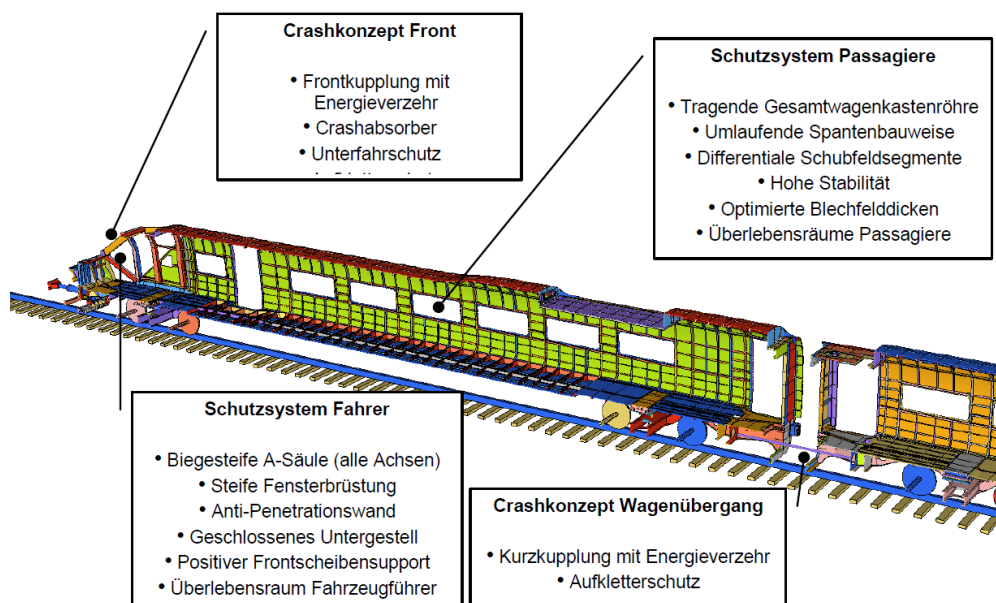 Crashkonzept Front
• Frontkupplung mit
Energieverzehr
• Crashabsorber
• Unterfahrschutz
Schutzsystem Passagiere
• Tragende Gesamtwagenkastenröhre
• Umlaufende Spantenbauweise
• Differentiale Schubfeldsegmente
• Hohe Stabilität
• Optimierte Blechfelddicken
• Überlebensräume Passagiere
Schutzsystem Fahrer
• Biegesteife A-Säule (alle Achsen)
• Steife Fensterbrüstung
• Anti-Penetrationswand
• Geschlossenes Untergestell
• Positiver Frontscheibensupport
• Überlebensraum Fahrzeugführer
Crashkonzept Wagenübergang
• Kurzkupplung mit Energieverzehr
• Aufkletterschutz